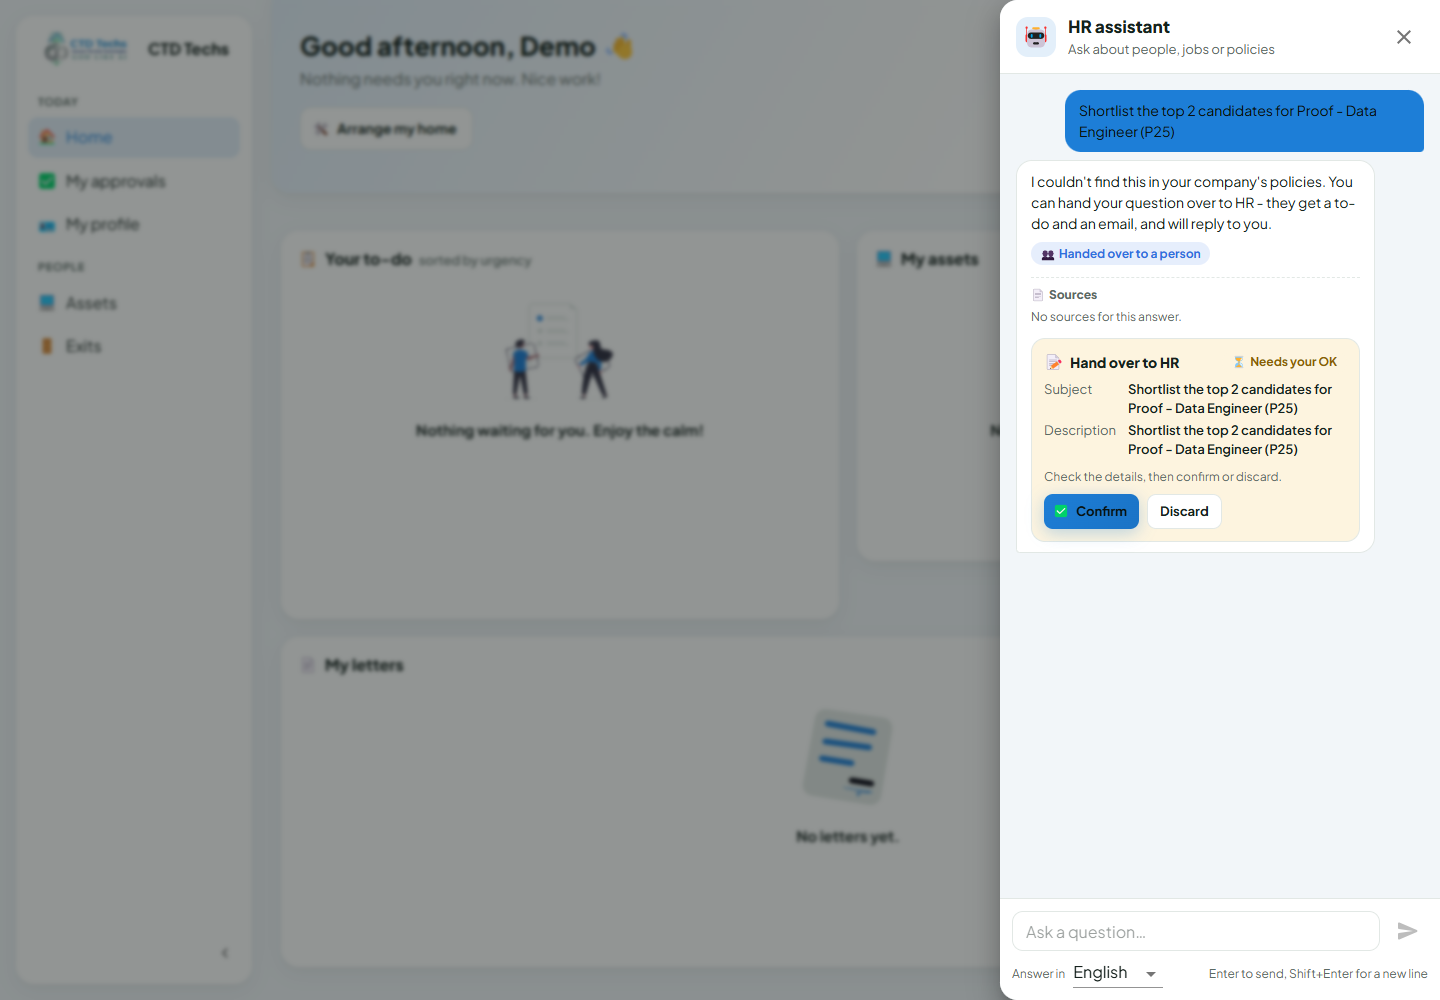 CTD Techs
CTD Techs
TODAY
Home
My approvals
My profile
PEOPLE
Assets
Exits
Good afternoon, Demo
Nothing needs you right now. Nice work!
Arrange my home
Your to-do sorted by urgency
Nothing waiting for you. Enjoy the calm!
My assets
My letters
No letters yet.
HR assistant
Ask about people, jobs or policies
Shortlist the top 2 candidates for Proof - Data
Engineer (P25)
I couldn't find this in your company's policies. You
can hand your question over to HR - they get a to-
do and an email, and will reply to you.
Handed over to a person
Sources
No sources for this answer.
Hand over to HR
Needs your OK
Subject
Shortlist the top 2 candidates for
Proof - Data Engineer (P25)
Description
Shortlist the top 2 candidates for
Proof - Data Engineer (P25)
Check the details, then confirm or discard.
Confirm
Discard
Ask a question...
Answer in English
Enter to send, Shift+Enter for a new line